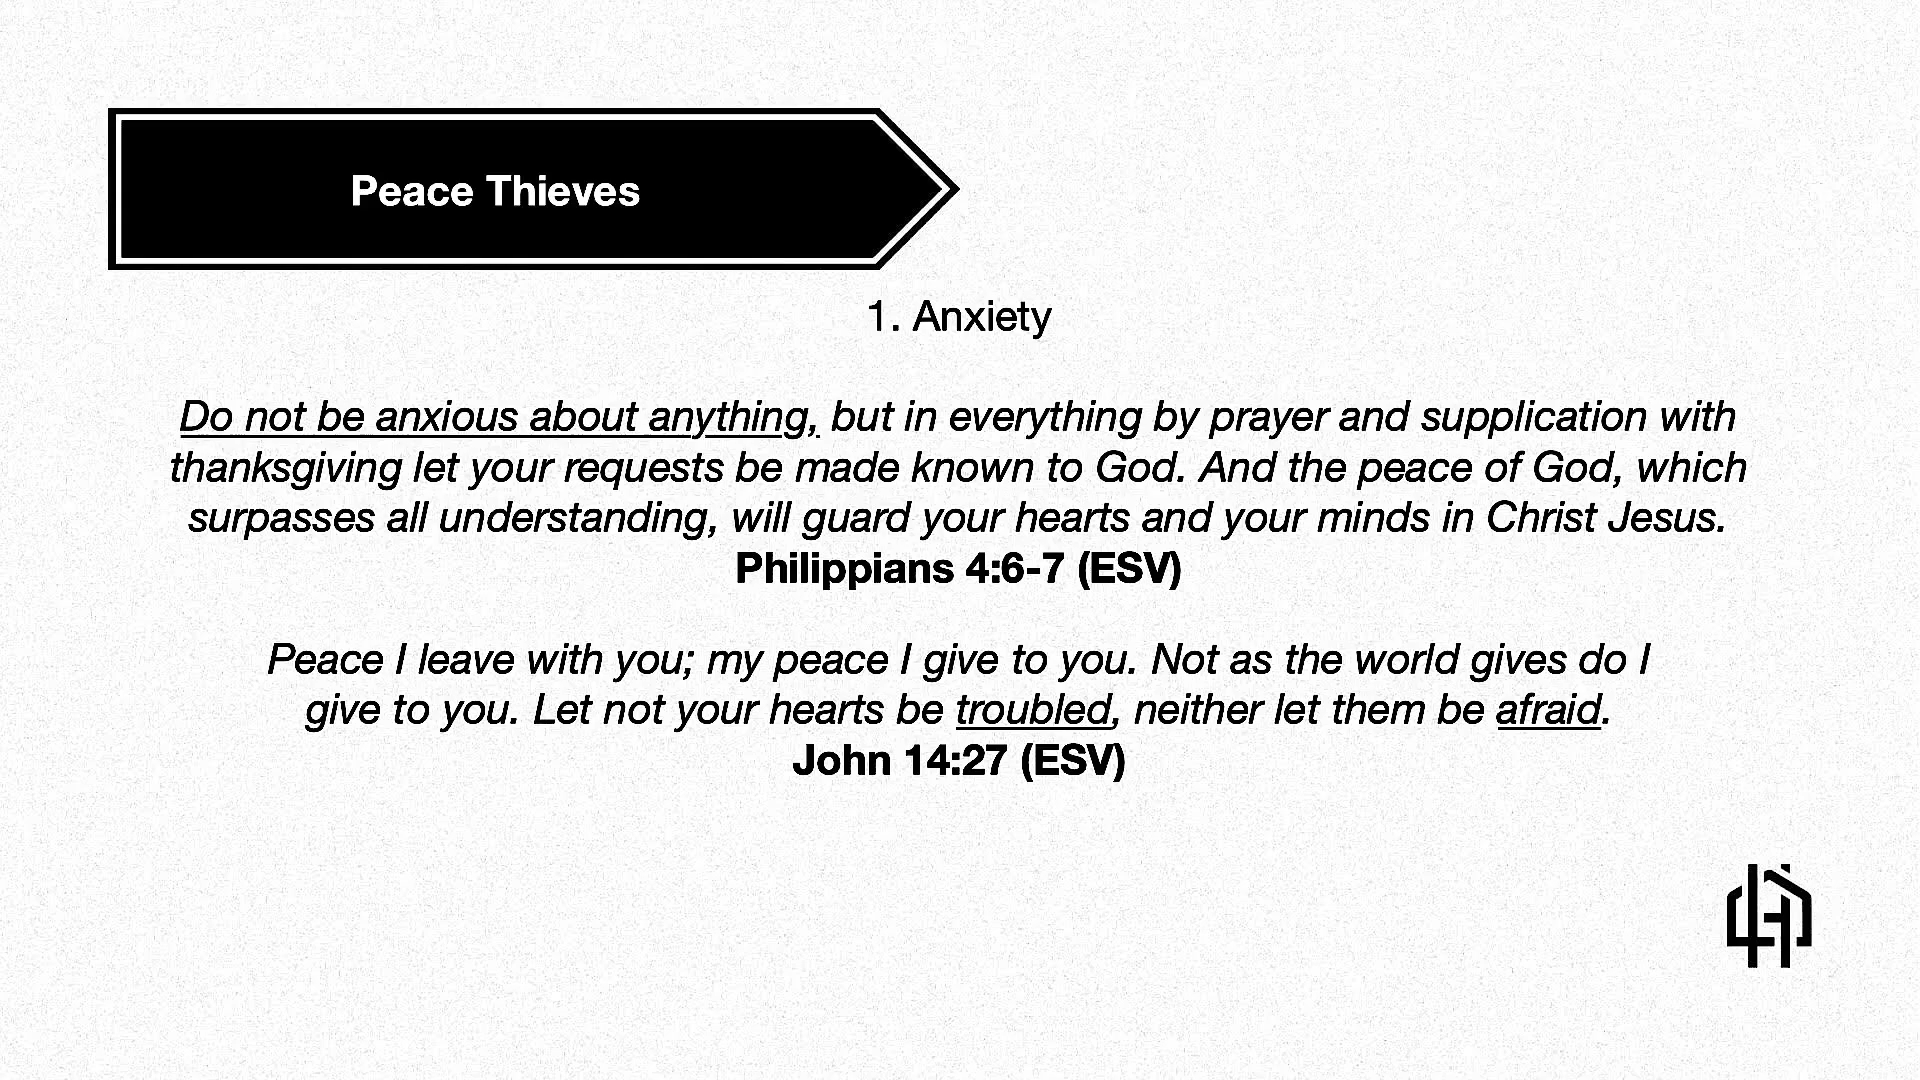 Peace Thieves
1. Anxiety
Do not be anxious about anything, but in everything by prayer and supplication with
thanksgiving let your requests be made known to God. And the peace of God, which
surpasses all understanding, will guard your hearts and your minds in Christ Jesus.
Philippians 4:6-7 (ESV)
Peace I leave with you; my peace I give to you. Not as the world gives do I
give to you. Let not your hearts be troubled, neither let them be afraid.
John 14:27 (ESV)